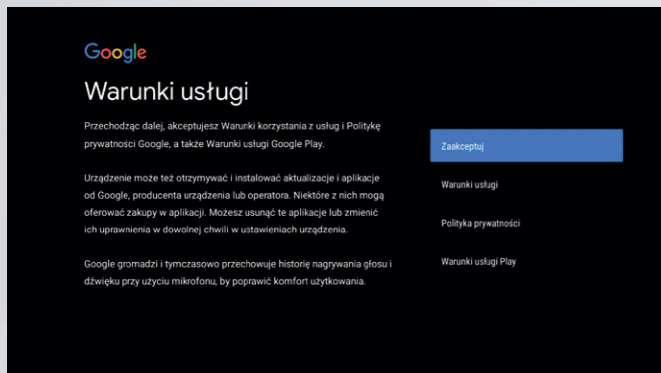 Google
Warunki usługi
Przechodząc dalej, akceptujesz Warunki korzystania z usług i Politykę
prywatności Google, a także Warunki usługi Google Play.
Urządzenie może też otrzymywać i instalować aktualizacje i aplikacje
od Google, producenta urządzenia lub operatora. Niektóre z nich mogą
oferować zakupy w aplikacji. Możesz usunąć te aplikacje lub zmienić
ich uprawnienia w dowolnej chwili w ustawieniach urządzenia.
Google gromadzi i tymczasowo przechowuje historię nagrywania głosu i
dźwięku przy użyciu mikrofonu, by poprawić komfort użytkowania.
Zaakceptuj
Warunki usługi
Polityka prywatności
Warunki usługi Play